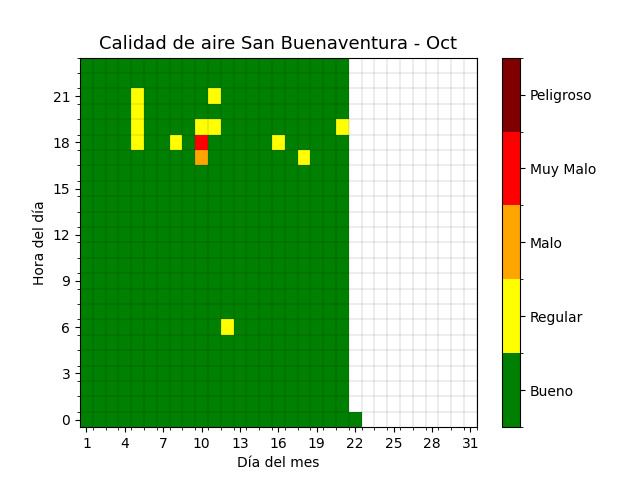 Calidad de aire San Buenaventura - Oct
Hora del día
21
18
15
12
9
6
3
0
1 4 7 10 13 16 19 22 25 28 31
Día del mes
Peligroso
Muy Malo
Malo
Regular
Bueno